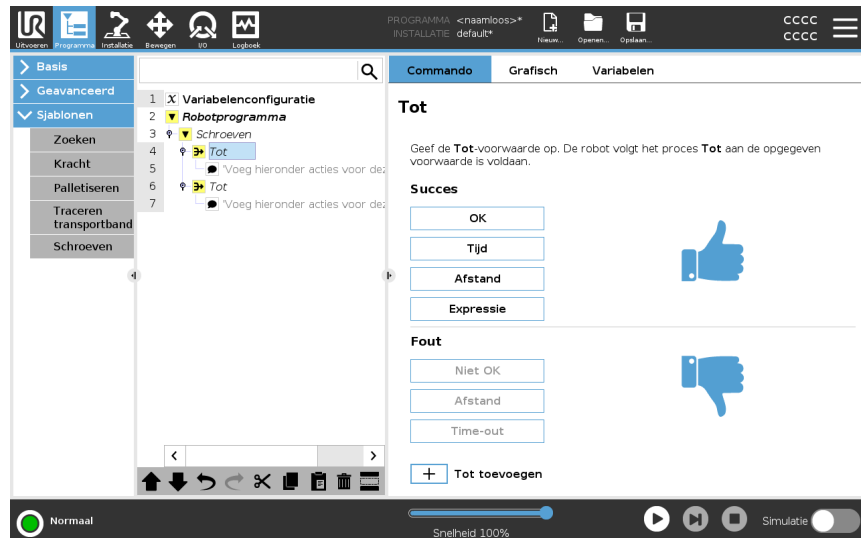 PROGRAMMA <naamloos>*
INSTALLATIE default*
Uitvoeren Programma Installatie Bewegen I/O Logboek Nieuw... Openen... Opslaan...
CCCC
CCCC
Basis
Geavanceerd
Sjablonen
Zoeken
Kracht
Palletiseren
Traceren
transportband
Schroeven
1 X Variabelenconfiguratie
2 Robotprogramma
3 Schroeven
4 Tot
5 'Voeg hieronder acties voor dez
6 Tot
7 'Voeg hieronder acties voor dez
Commando Grafisch Variabelen
Tot
Geef de Tot-voorwaarde op. De robot volgt het proces Tot aan de opgegeven
voorwaarde is voldaan.
Succes
OK
Tijd
Afstand
Expressie
Fout
Niet OK
Afstand
Time-out
Tot toevoegen
Normaal
Snelheid 100%
Simulatie